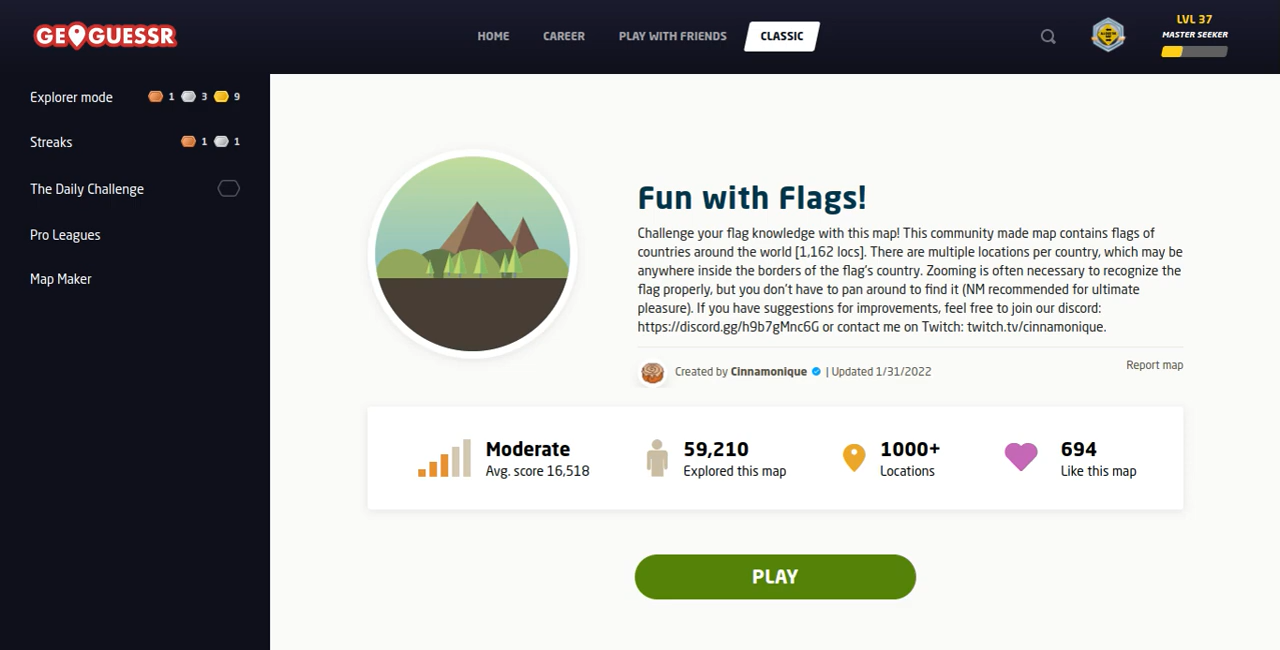 GEOGUESSR
HOME
CAREER
PLAY WITH FRIENDS
CLASSIC
LVL 37
MASTER SEEKER
Explorer mode 1 3 9
Streaks 1 1
The Daily Challenge
Pro Leagues
Map Maker
Fun with Flags!
Challenge your flag knowledge with this map! This community made map contains flags of
countries around the world [1,162 locs]. There are multiple locations per country, which may be
anywhere inside the borders of the flag's country. Zooming is often necessary to recognize the
flag properly, but you don't have to pan around to find it (NM recommended for ultimate
pleasure). If you have suggestions for improvements, feel free to join our discord:
https://discord.gg/h9b7gMnc6G or contact me on Twitch: twitch.tv/cinnamonique.
Created by Cinnamonique | Updated 1/31/2022
Report map
Moderate
Avg. score 16,518
59,210
Explored this map
1000+
Locations
694
Like this map
PLAY